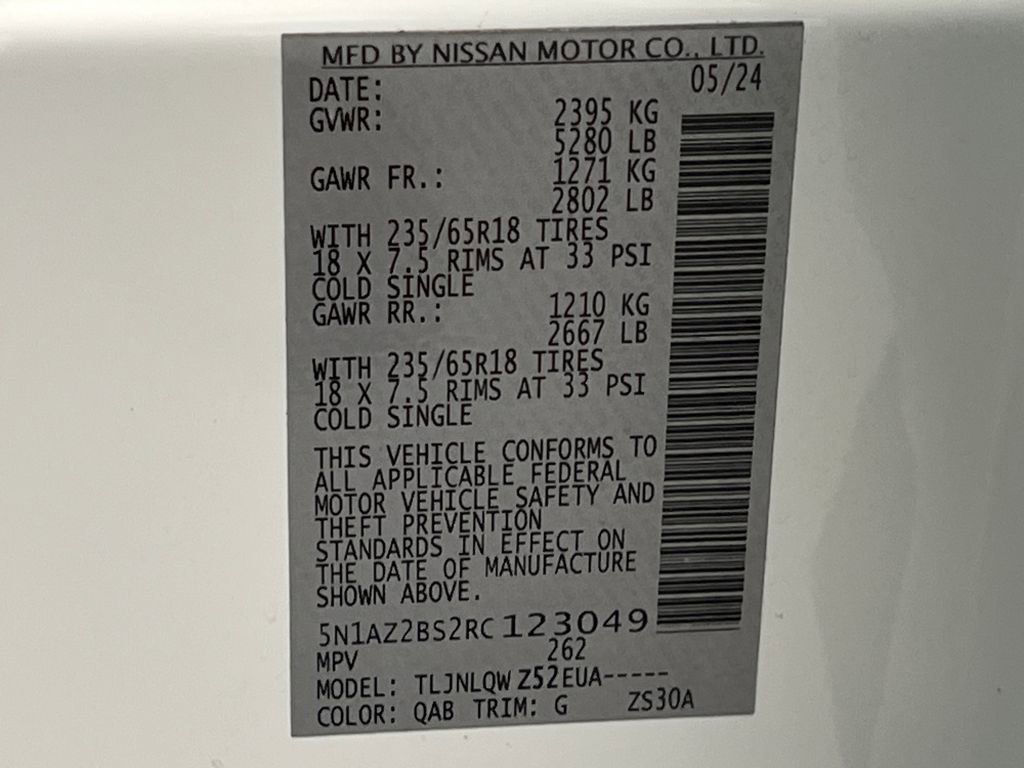 MFD BY NISSAN MOTOR CO., LTD.
DATE: 05/24
GVWR: 2395 KG
5280 LB
GAWR FR.: 1271 KG
2802 LB
WITH 235/65R18 TIRES
18 X 7.5 RIMS AT 33 PSI
COLD SINGLE
GAWR RR.: 1210 KG
2667 LB
WITH 235/65R18 TIRES
18 X 7.5 RIMS AT 33 PSI
COLD SINGLE
THIS VEHICLE CONFORMS TO
ALL APPLICABLE FEDERAL
MOTOR VEHICLE SAFETY AND
THEFT PREVENTION
STANDARDS IN EFFECT ON
THE DATE OF MANUFACTURE
SHOWN ABOVE.
5N1AZ2BS2RC 123049
MPV 262
MODEL: TLJNLQW Z52EUA-----
COLOR: QAB TRIM: G ZS30A